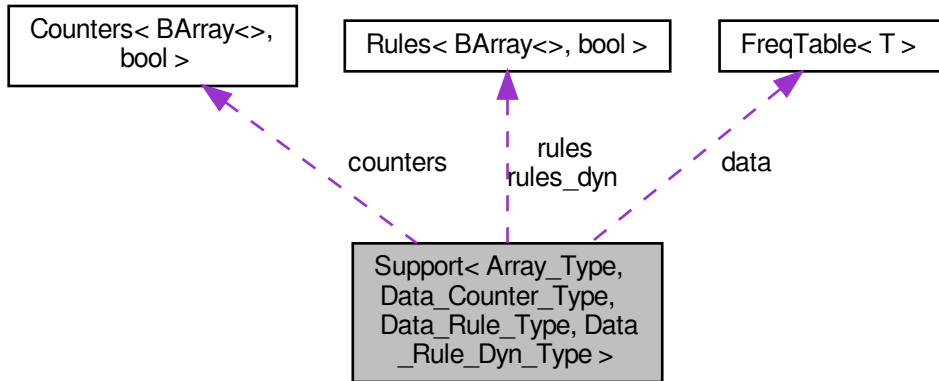 Counters< BArray<>,
bool >
Rules< BArray<>, bool >
FreqTable< T >
counters
rules
rules_dyn
data
Support< Array_Type,
Data_Counter_Type,
Data_Rule_Type, Data
_Rule_Dyn_Type >